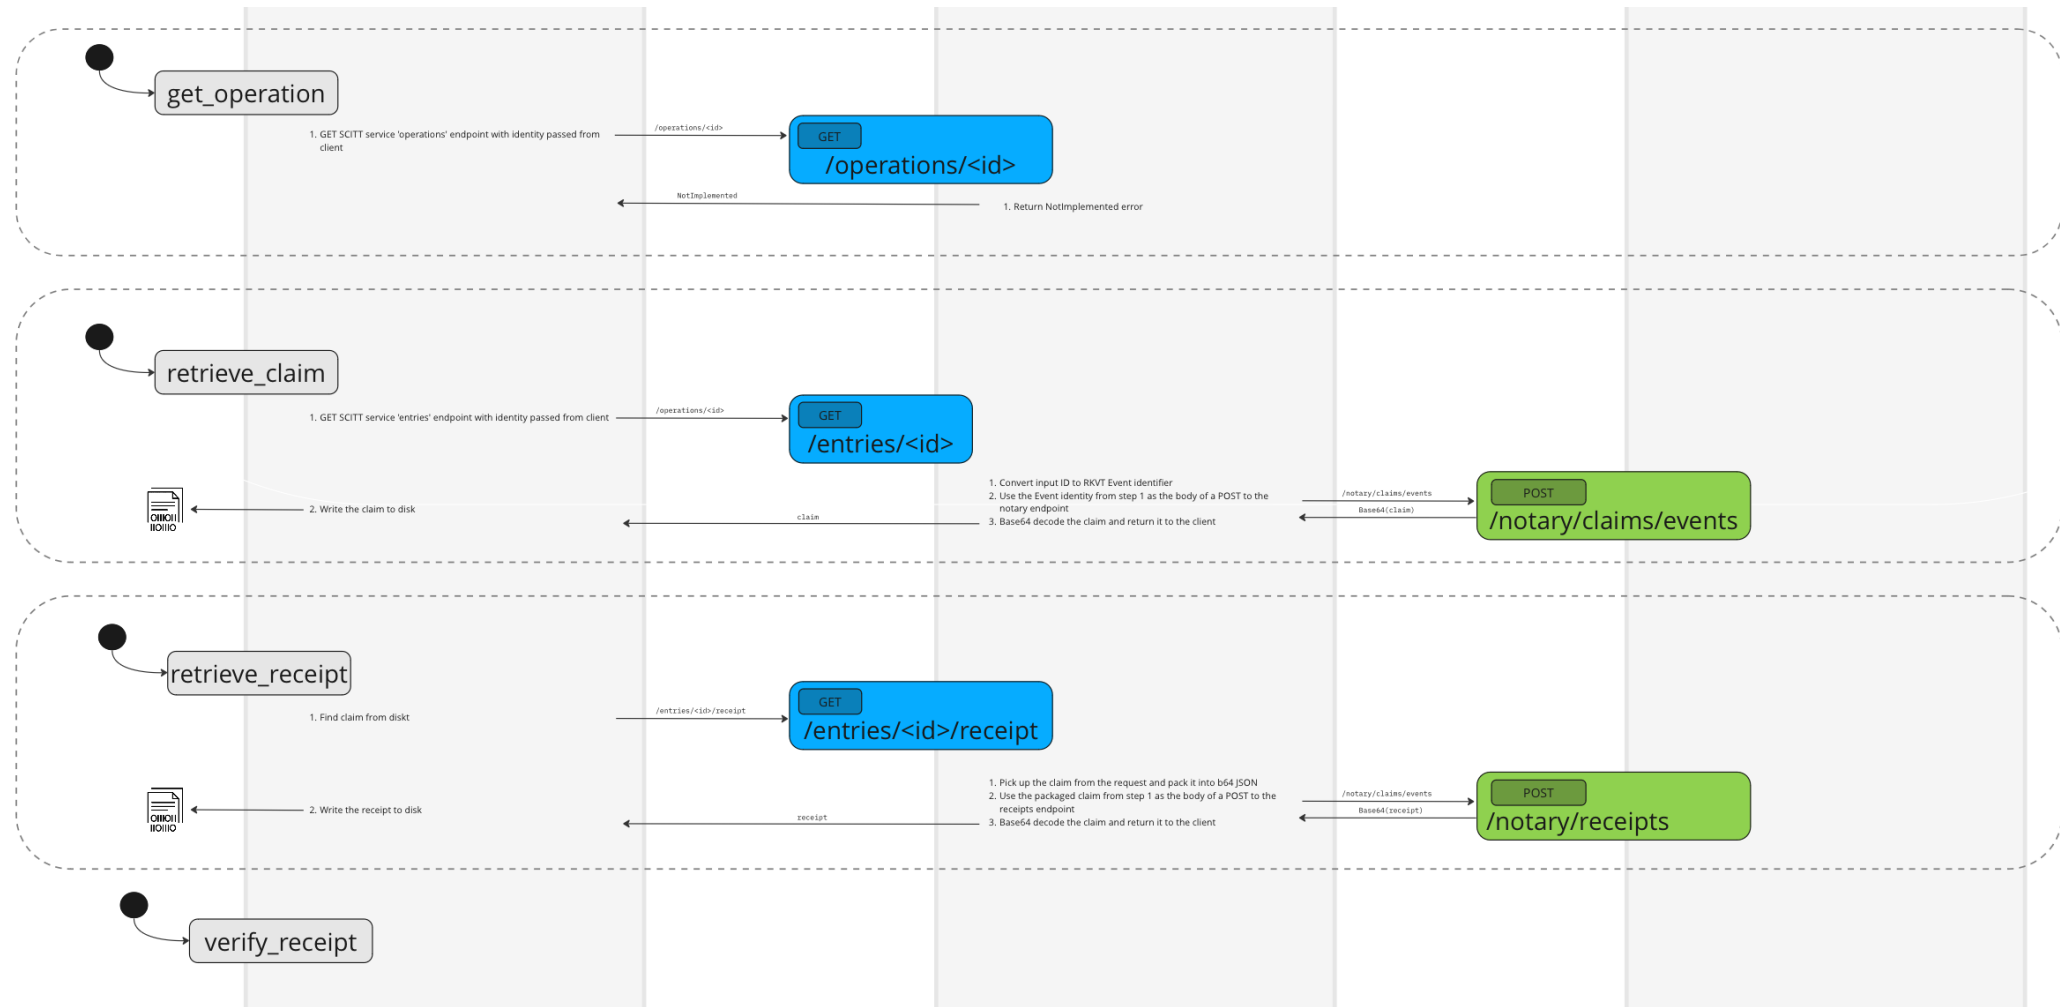 get_operation
1. GET SCITT service 'operations' endpoint with identity passed from
client
/operations/<id>
GET
/operations/<id>
NotImplemented
1. Return NotImplemented error
retrieve_claim
1. GET SCITT service 'entries' endpoint with identity passed from client
/operations/<id>
GET
/entries/<id>
1. Convert input ID to RKVT Event identifier
2. Use the Event identity from step 1 as the body of a POST to the
notary endpoint
3. Base64 decode the claim and return it to the client
/notary/claims/events
Base64(claim)
POST
/notary/claims/events
claim
2. Write the claim to disk
retrieve_receipt
1. Find claim from diskt
/entries/<id>/receipt
GET
/entries/<id>/receipt
1. Pick up the claim from the request and pack it into b64 JSON
2. Use the packaged claim from step 1 as the body of a POST to the
receipts endpoint
3. Base64 decode the claim and return it to the client
/notary/claims/events
Base64(receipt)
POST
/notary/receipts
receipt
2. Write the receipt to disk
verify_receipt